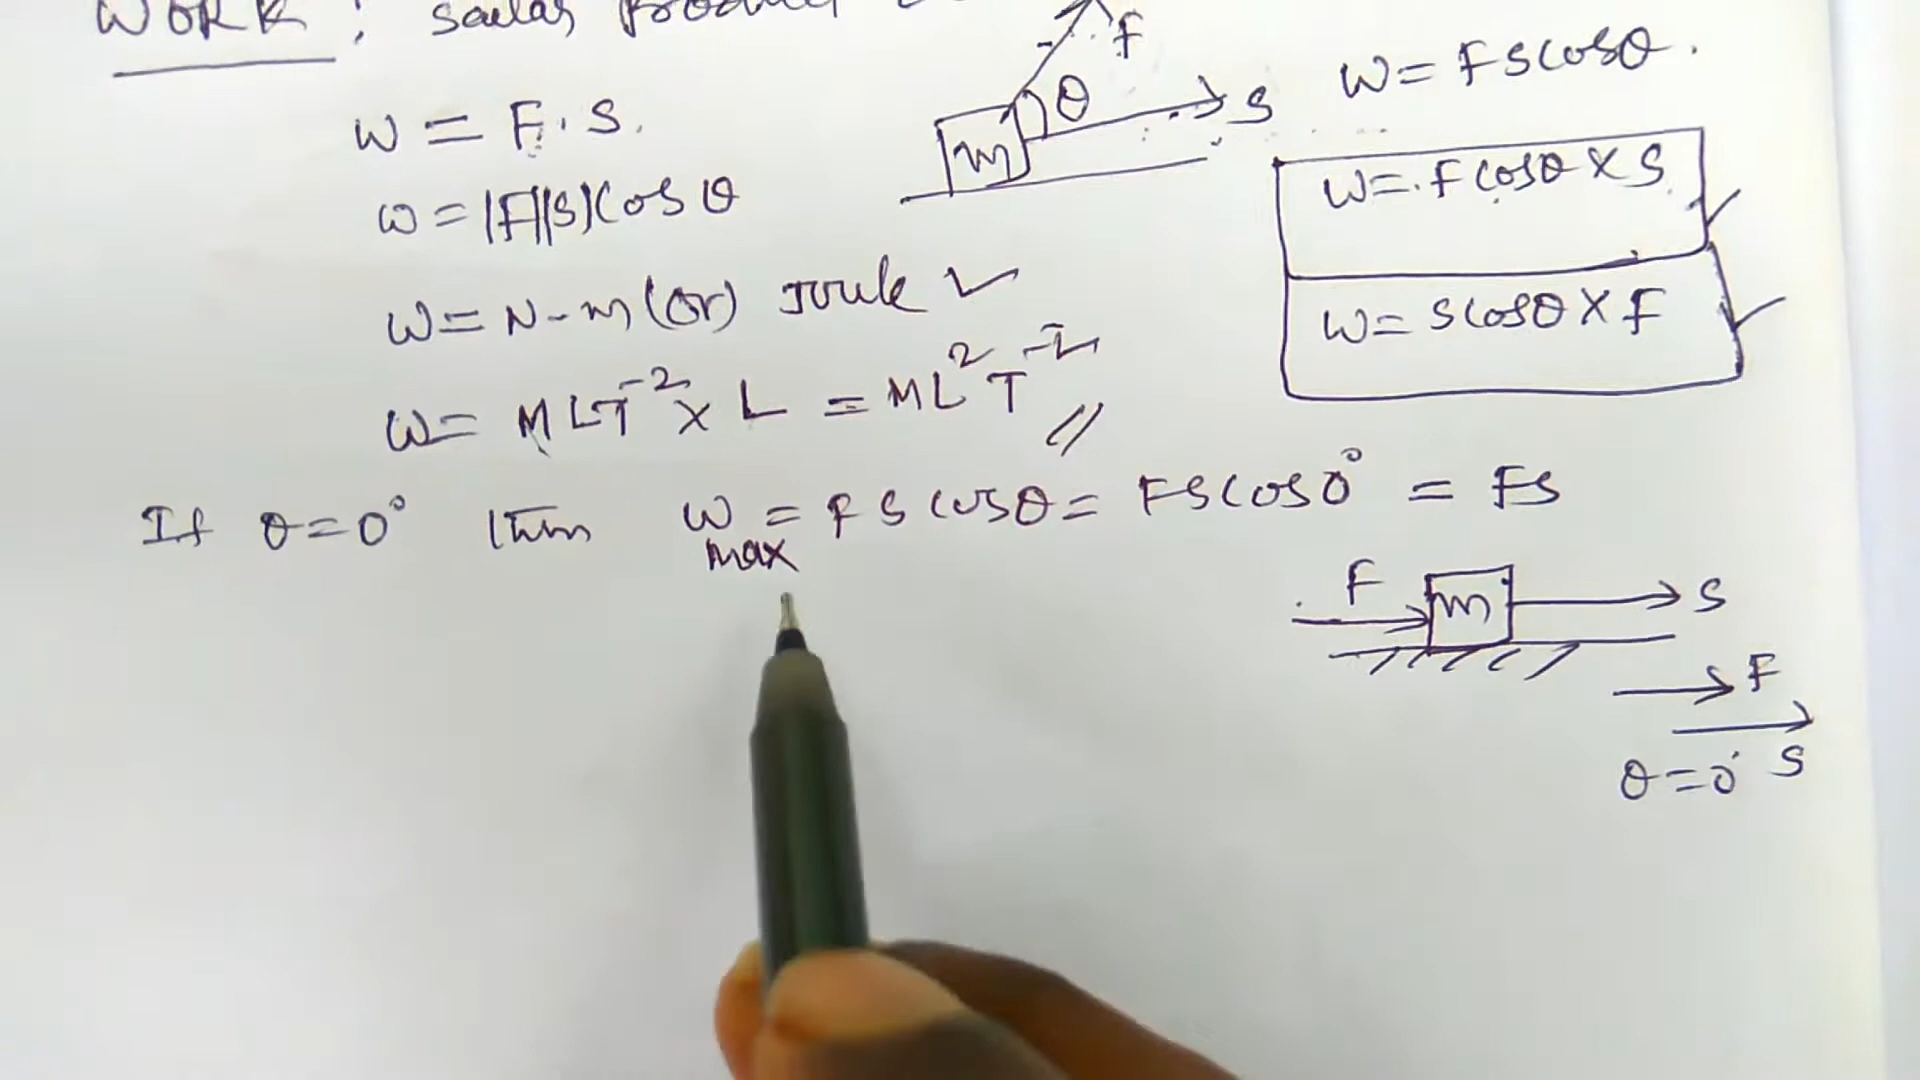 WORK : Scalar Product
W = F . S.
W = |F||S| Cos θ
W = N-m (or) Joule ✓
W = MLT⁻² × L = ML²T⁻² //
F
θ
S
m
W = F S cosθ.
W = F cosθ × S
W = S cosθ × F
If θ = 0° then W max = F S cosθ = FS cos 0° = FS
F m S
F
S
θ = 0°